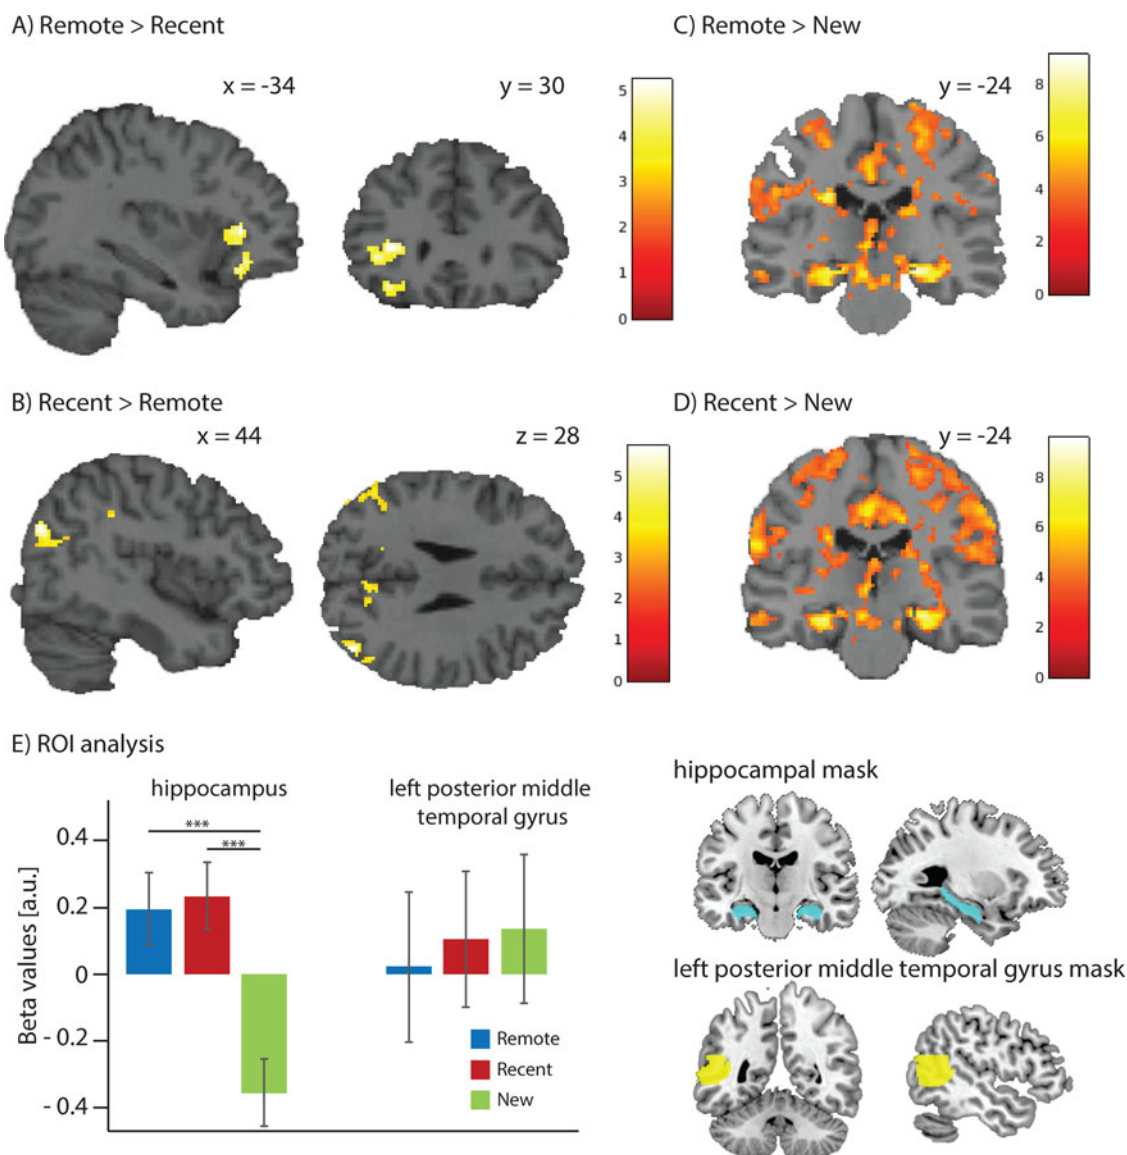 A) Remote > Recent
x = -34
y = 30
5
4
3
2
1
0
C) Remote > New
y = -24
8
6
4
2
0
B) Recent > Remote
x = 44
z = 28
5
4
3
2
1
0
D) Recent > New
y = -24
8
6
4
2
0
E) ROI analysis
hippocampus
left posterior middle
temporal gyrus
***
***
Beta values [a.u.]
0.4
0.2
0
- 0.2
- 0.4
Remote
Recent
New
hippocampal mask
left posterior middle temporal gyrus mask